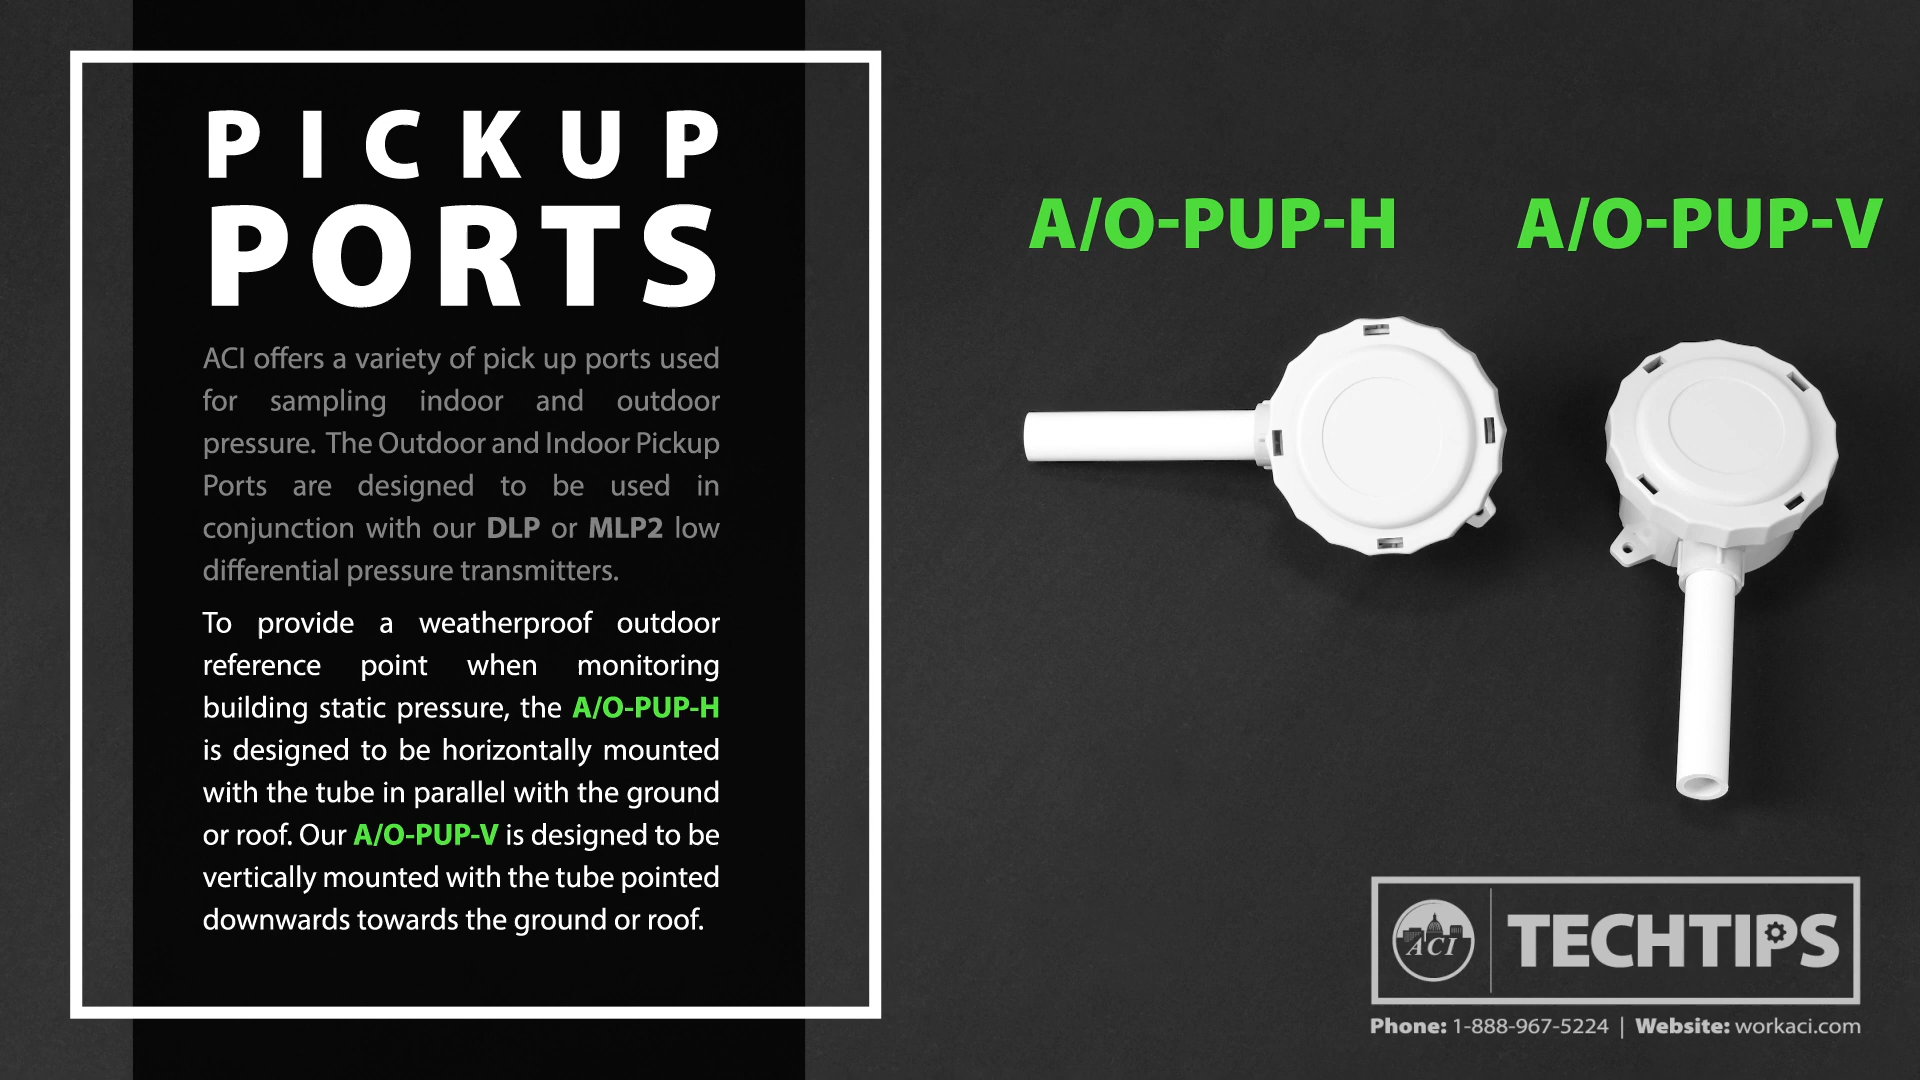 PICKUP
PORTS
ACI offers a variety of pick up ports used
for sampling indoor and outdoor
pressure. The Outdoor and Indoor Pickup
Ports are designed to be used in
conjunction with our DLP or MLP2 low
differential pressure transmitters.
To provide a weatherproof outdoor
reference point when monitoring
building static pressure, the A/O-PUP-H
is designed to be horizontally mounted
with the tube in parallel with the ground
or roof. Our A/O-PUP-V is designed to be
vertically mounted with the tube pointed
downwards towards the ground or roof.
A/O-PUP-H
A/O-PUP-V
ACI
TECHTIPS
Phone: 1-888-967-5224 | Website: workaci.com